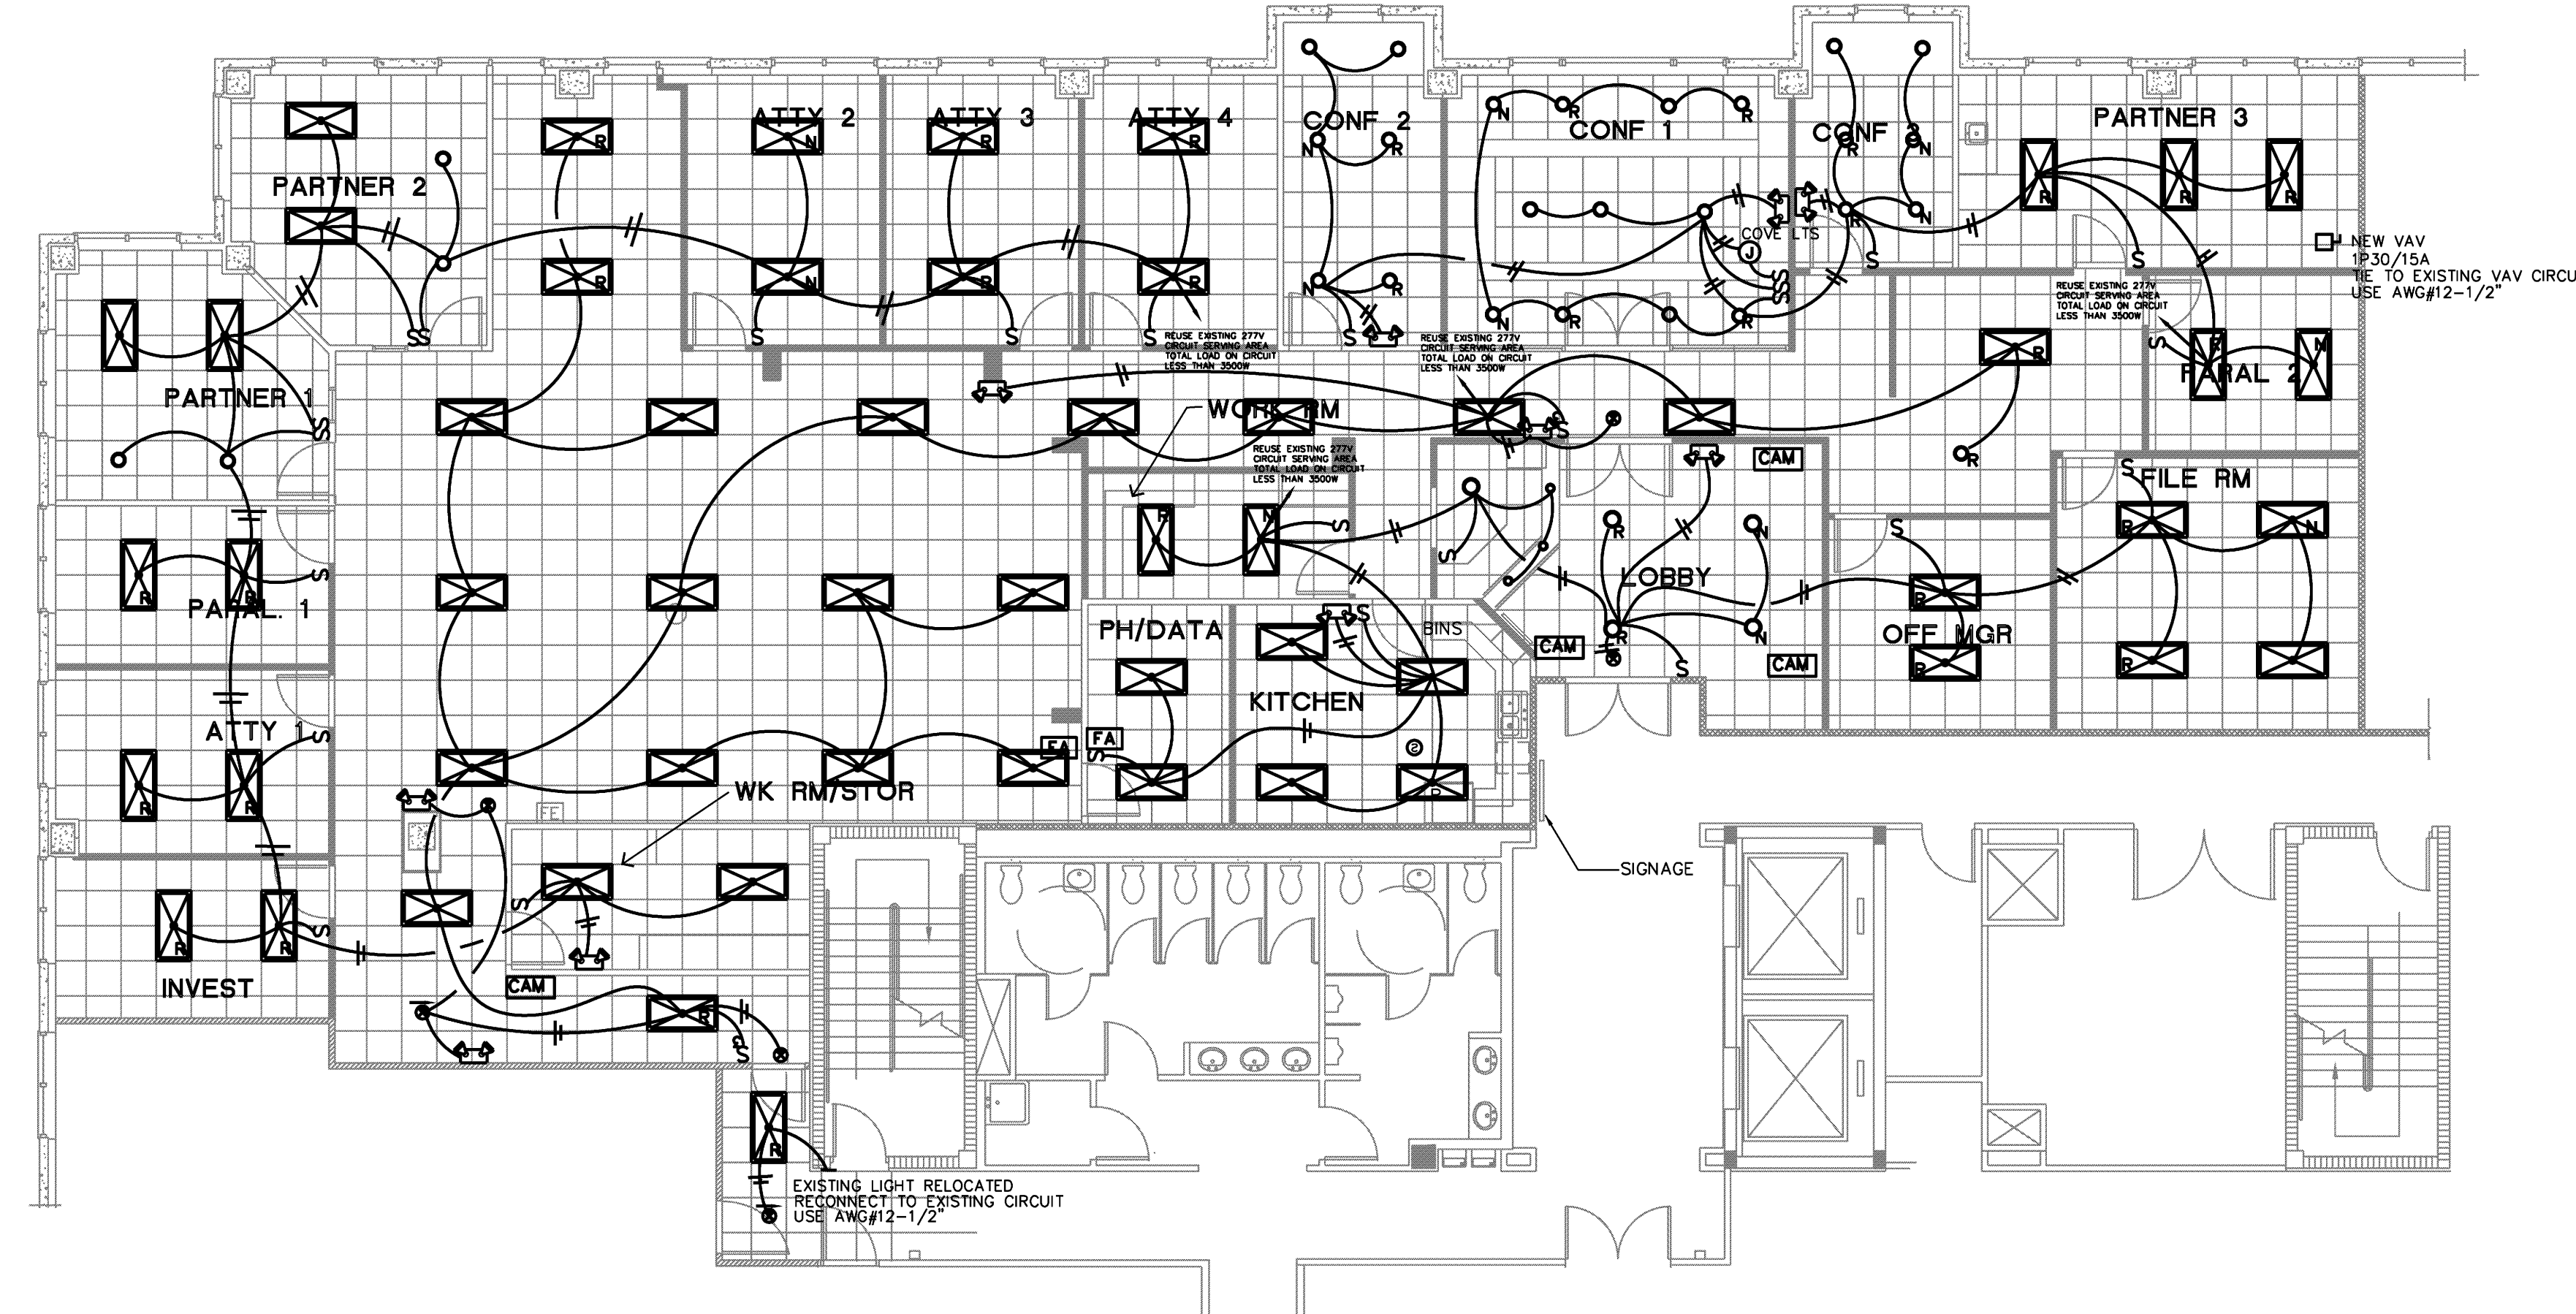 PARTNER 2
ATTY 2
ATTY 3
ATTY 4
CONF 2
CONF 1
CONF 3
PARTNER 3
R
N
R
R
N
R
R
N
R
R
N
R
R
N
R
R
R
R
COVE LTS
J
R
N
R
N
R
R
N
N
R
R
N
R
N
R
R
R
S
S
S
S
S
S
S
S
S
S
S
S
NEW VAV
1P30/15A
TIE TO EXISTING VAV CIRCU
USE AWG#12-1/2"
REUSE EXISTING 277V
CIRCUIT SERVING AREA
TOTAL LOAD ON CIRCUIT
LESS THAN 3500W
REUSE EXISTING 277V
CIRCUIT SERVING AREA
TOTAL LOAD ON CIRCUIT
LESS THAN 3500W
REUSE EXISTING 277V
CIRCUIT SERVING AREA
TOTAL LOAD ON CIRCUIT
LESS THAN 3500W
PARTNER 1
S
S
WORK RM
S
R
PARAL 2
R
N
S
REUSE EXISTING 277V
CIRCUIT SERVING AREA
TOTAL LOAD ON CIRCUIT
LESS THAN 3500W
CAM
R
S
FILE RM
R
N
R
N
S
S
R
N
S
PARAL. 1
R
R
S
LOBBY
R
N
S
PH/DATA
S
BINS
CAM
CAM
OFF MGR
R
R
R
KITCHEN
ATTY 1
S
R
R
FA
FA
S
S
WK RM/STOR
FE
SIGNAGE
S
R
R
S
INVEST
CAM
R
S
S
R
EXISTING LIGHT RELOCATED
RECONNECT TO EXISTING CIRCUIT
USE AWG#12-1/2"